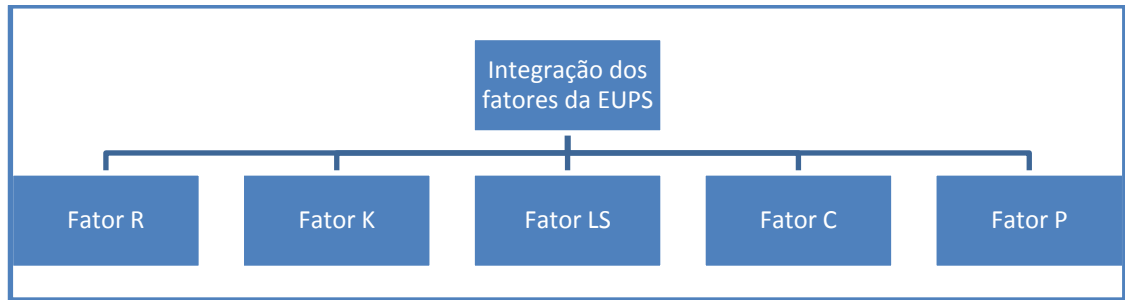 Integração dos
fatores da EUPS
Fator R
Fator K
Fator LS
Fator C
Fator P